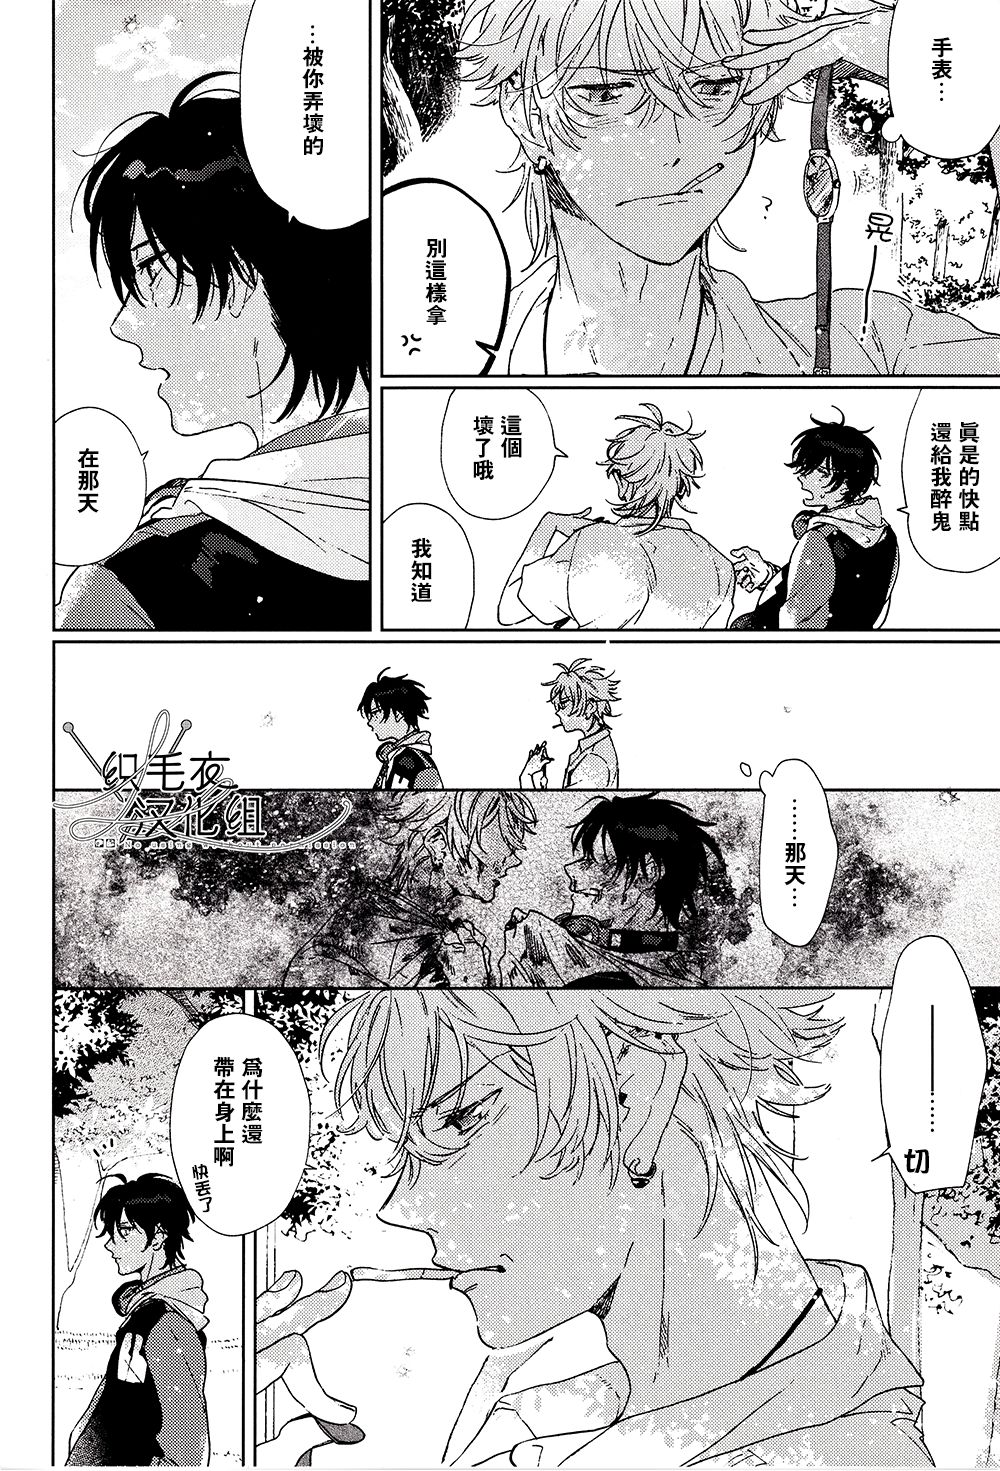 手表…
晃
別這樣拿
…被你弄壞的
在那天
眞是的快點
還給我醉鬼
這個
壞了哦
我知道
……那天…
织毛衣
汉化组
————……切
爲什麼還
帶在身上啊
快丟了